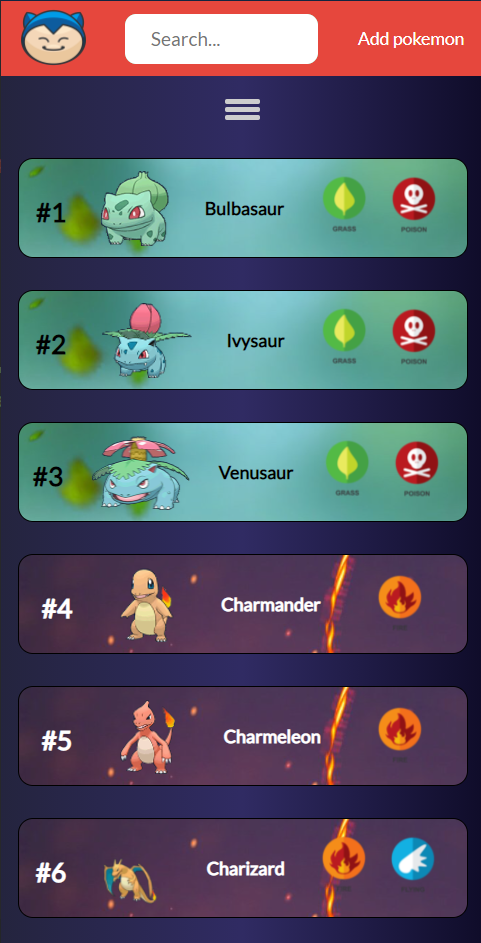 Search...
Add pokemon
#1
Bulbasaur
GRASS
POISON
#2
Ivysaur
GRASS
POISON
#3
Venusaur
GRASS
POISON
#4
Charmander
#5
Charmeleon
#6
Charizard